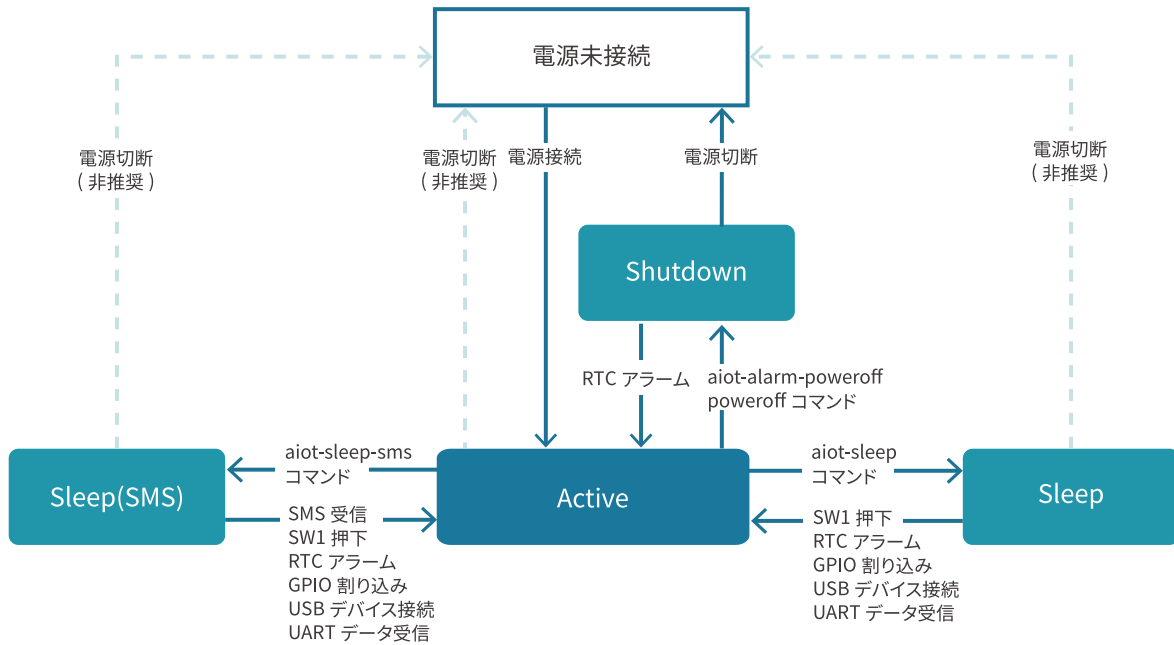 電源未接続
電源切断
( 非推奨 )
電源切断
( 非推奨 )
電源接続
電源切断
電源切断
( 非推奨 )
Shutdown
RTC アラーム
aiot-alarm-poweroff
poweroff コマンド
aiot-sleep-sms
コマンド
aiot-sleep
コマンド
Sleep(SMS)
Active
Sleep
SMS 受信
SW1 押下
RTC アラーム
GPIO 割り込み
USB デバイス接続
UART データ受信
SW1 押下
RTC アラーム
GPIO 割り込み
USB デバイス接続
UART データ受信